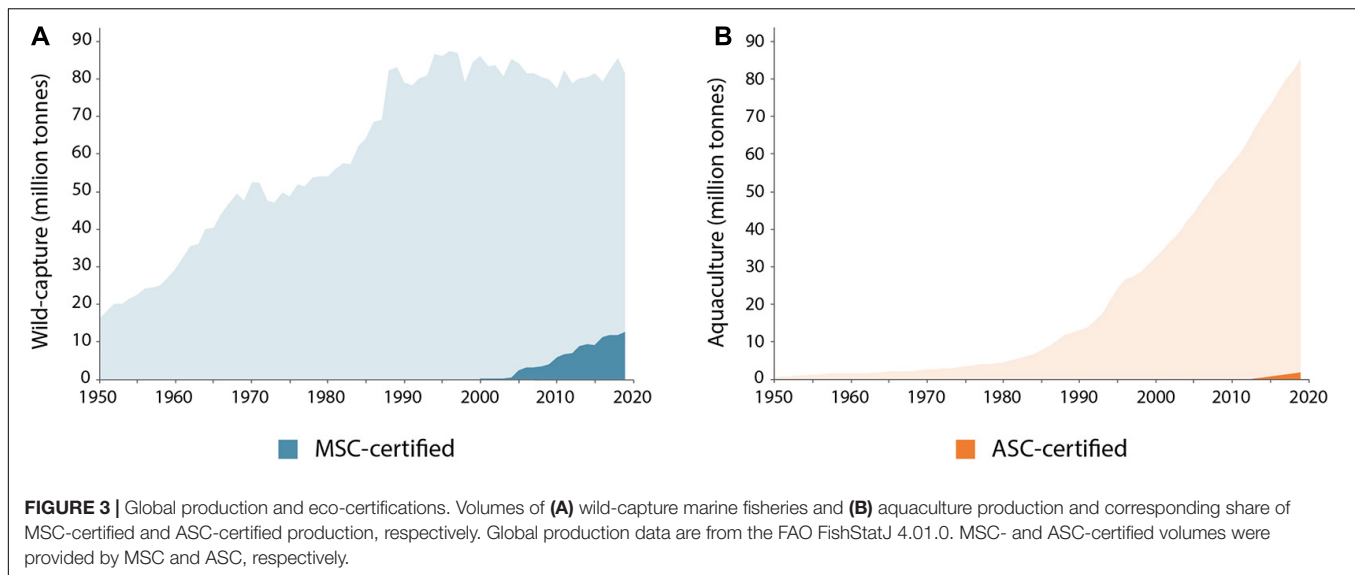 A
Wild-capture (million tonnes)
90
80
70
60
50
40
30
20
10
0
1950 1960 1970 1980 1990 2000 2010 2020
MSC-certified
B
Aquaculture (million tonnes)
90
80
70
60
50
40
30
20
10
0
1950 1960 1970 1980 1990 2000 2010 2020
ASC-certified
FIGURE 3 | Global production and eco-certifications. Volumes of (A) wild-capture marine fisheries and (B) aquaculture production and corresponding share of
MSC-certified and ASC-certified production, respectively. Global production data are from the FAO FishStatJ 4.01.0. MSC- and ASC-certified volumes were
provided by MSC and ASC, respectively.